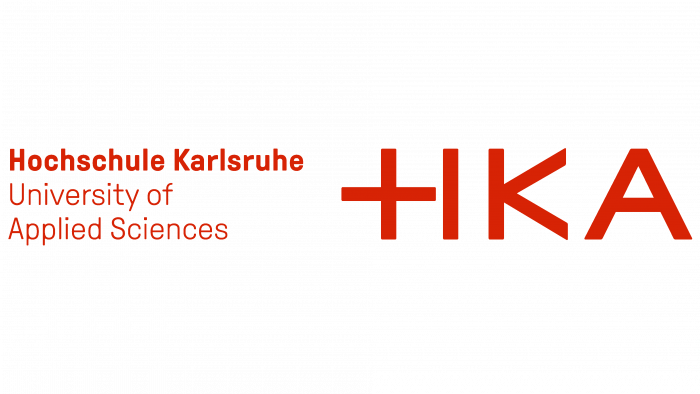 Hochschule Karlsruhe
University of
Applied Sciences
HKA